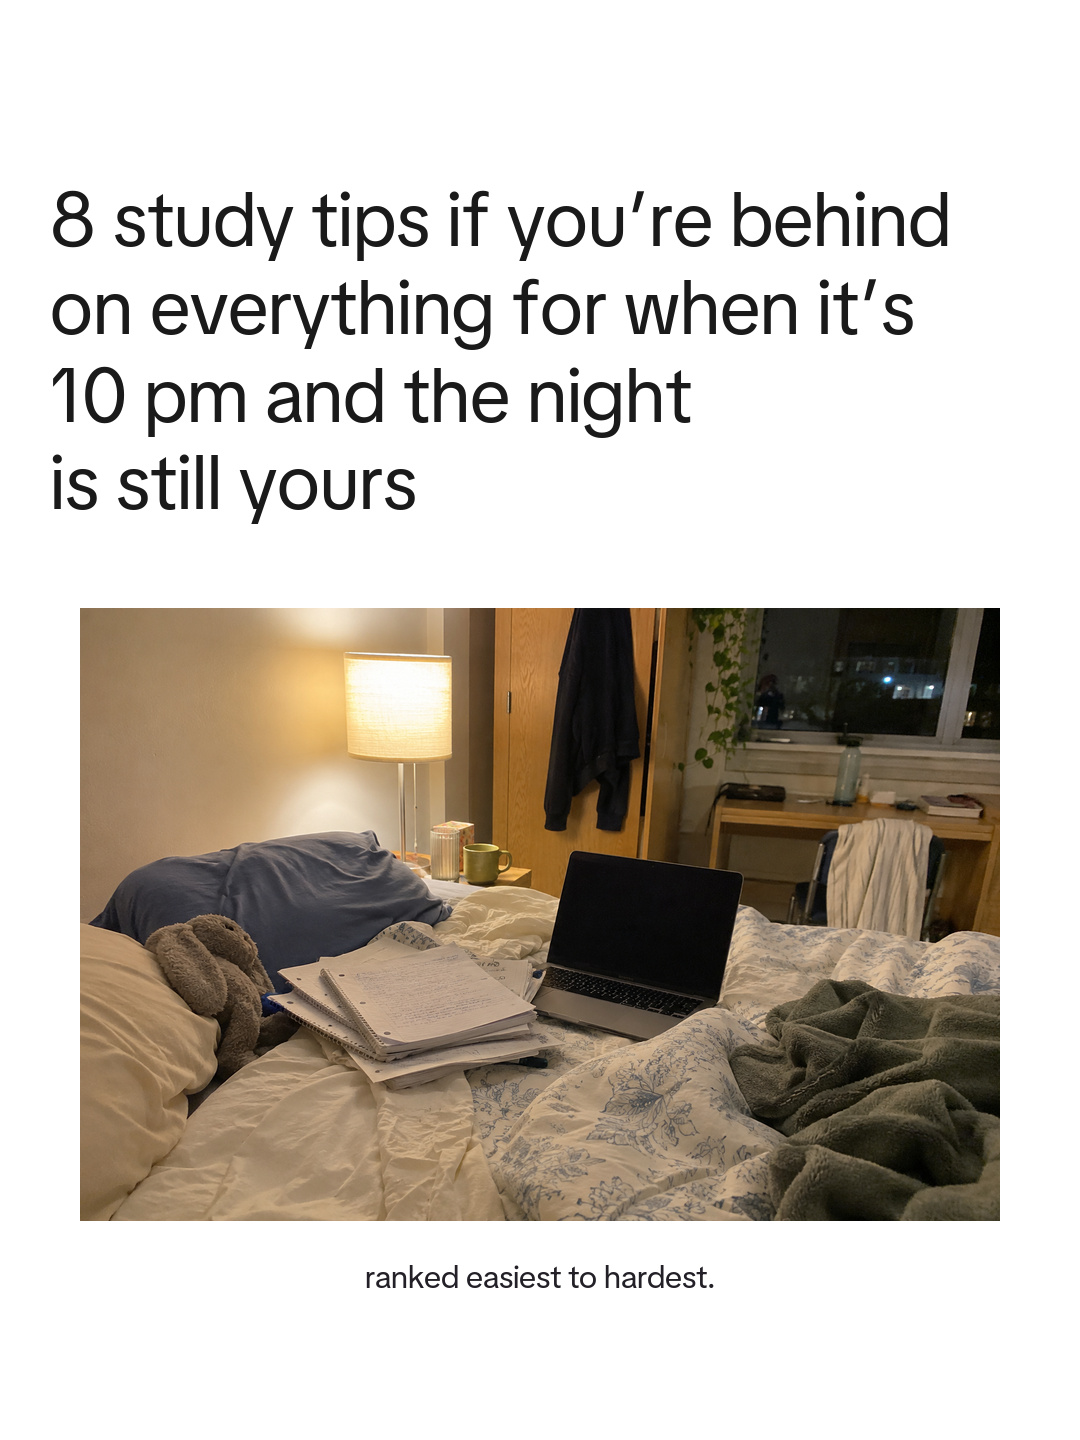 8 study tips if you’re behind
on everything for when it’s
10 pm and the night
is still yours
ranked easiest to hardest.